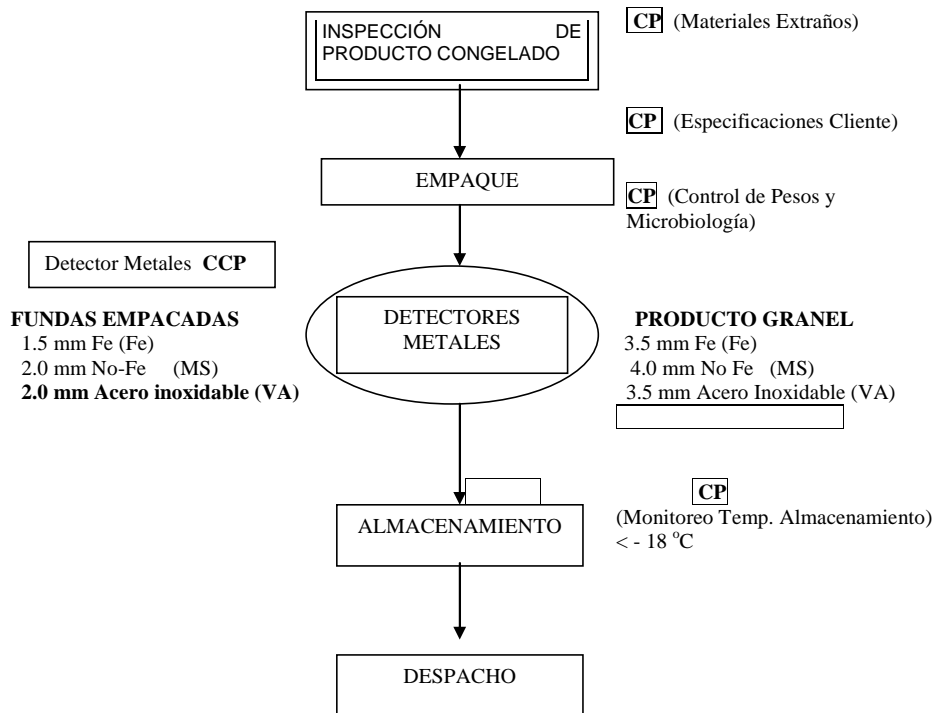 INSPECCIÓN DE
PRODUCTO CONGELADO
CP (Materiales Extraños)
CP (Especificaciones Cliente)
EMPAQUE
CP (Control de Pesos y
Microbiología)
Detector Metales CCP
FUNDAS EMPACADAS
1.5 mm Fe (Fe)
2.0 mm No-Fe (MS)
2.0 mm Acero inoxidable (VA)
DETECTORES
METALES
PRODUCTO GRANEL
3.5 mm Fe (Fe)
4.0 mm No Fe (MS)
3.5 mm Acero Inoxidable (VA)
ALMACENAMIENTO
CP
(Monitoreo Temp. Almacenamiento)
< - 18 °C
DESPACHO